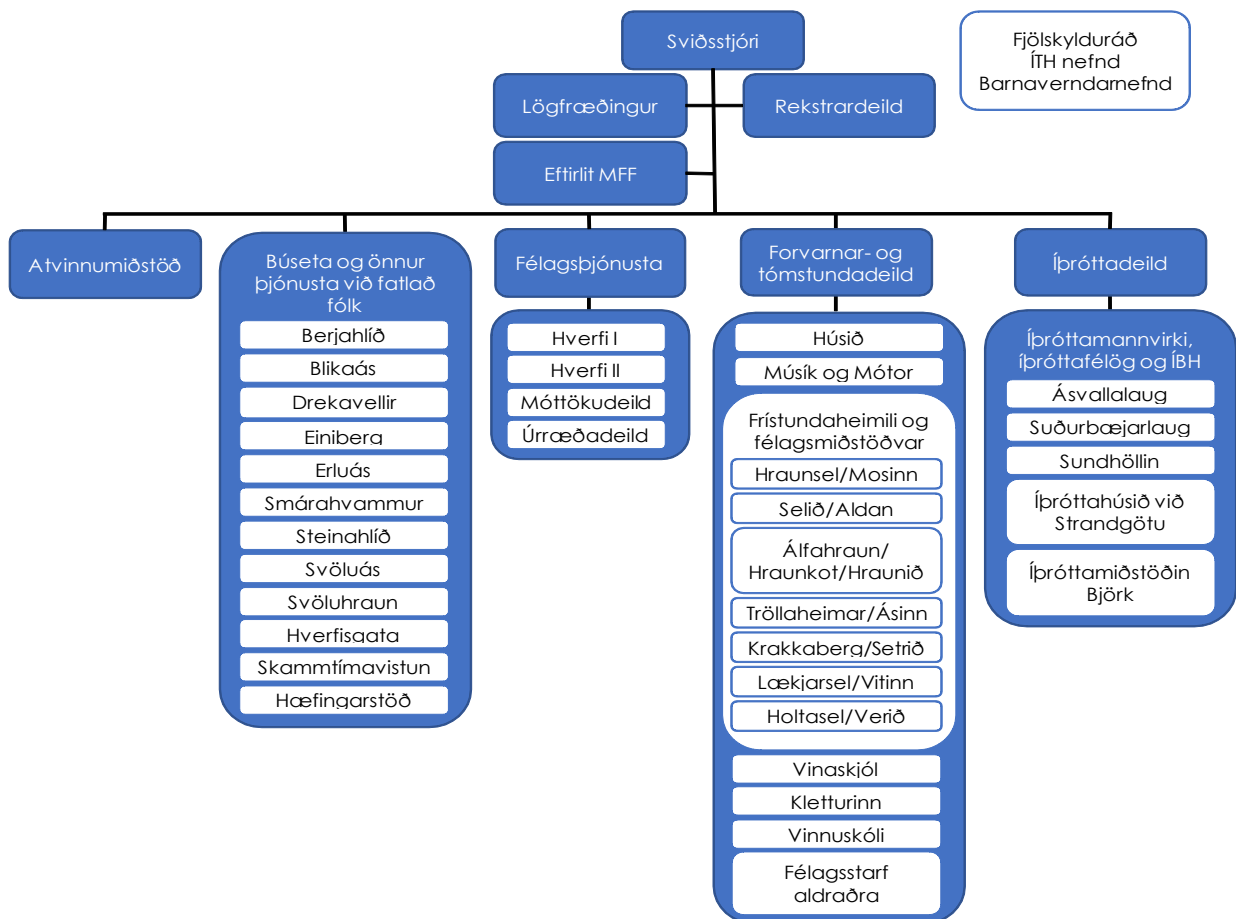 Sviðsstjóri
Fjölskylduráð
ÍTH nefnd
Barnaverndarnefnd
Lögfræðingur
Rekstrardeild
Eftirlit MFF
Atvinnumiðstöð
Búseta og önnur
þjónusta við fatlað
fólk
Berjahlíð
Blikaás
Drekavellir
Einiberg
Erluás
Smárahvammur
Steinahlíð
Svöluás
Svöluhraun
Hverfisgata
Skammtímavistun
Hæfingarstöð
Félagsþjónusta
Hverfi I
Hverfi II
Móttökudeild
Úrræðadeild
Forvarnar- og
tómstundadeild
Húsið
Músík og Mótor
Frístundaheimili og
félagsmiðstöðvar
Hraunsel/Mosinn
Selið/Aldan
Álfahraun/
Hraunkot/Hraunið
Tröllaheimar/Ásinn
Krakkaberg/Setrið
Lækjarsel/Vitinn
Holtasel/Verið
Vinaskjól
Kletturinn
Vinnuskóli
Félagsstarf
aldraðra
Íþróttadeild
Íþróttamannvirki,
íþróttafélög og ÍBH
Ásvallalaug
Suðurbæjarlaug
Sundhöllin
Íþróttahúsið við
Strandgötu
Íþróttamiðstöðin
Björk